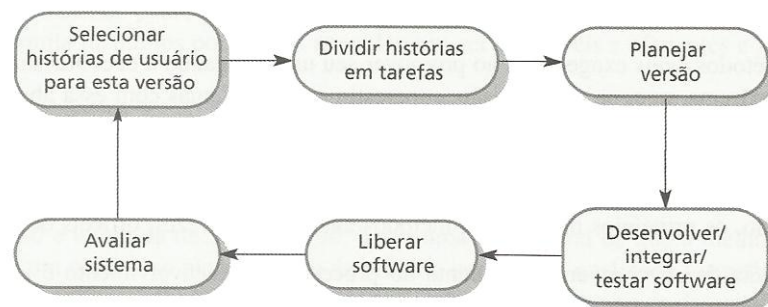 Selecionar
histórias de usuário
para esta versão
Dividir histórias
em tarefas
Planejar
versão
Desenvolver/
integrar/
testar software
Liberar
software
Avaliar
sistema